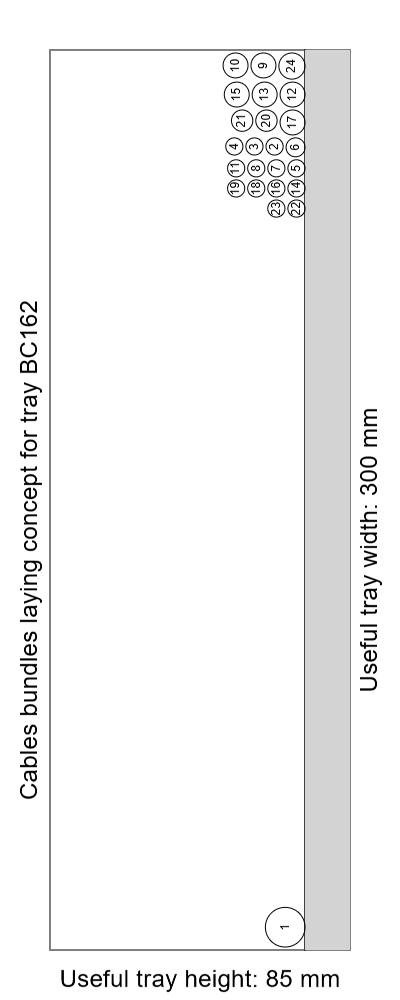 Cables bundles laying concept for tray BC162
10 9 24
15 13 12
21 20 17
4 3 2 6
11 8 7 5
19 18 16 14
23 22
1
Useful tray width: 300 mm
Useful tray height: 85 mm